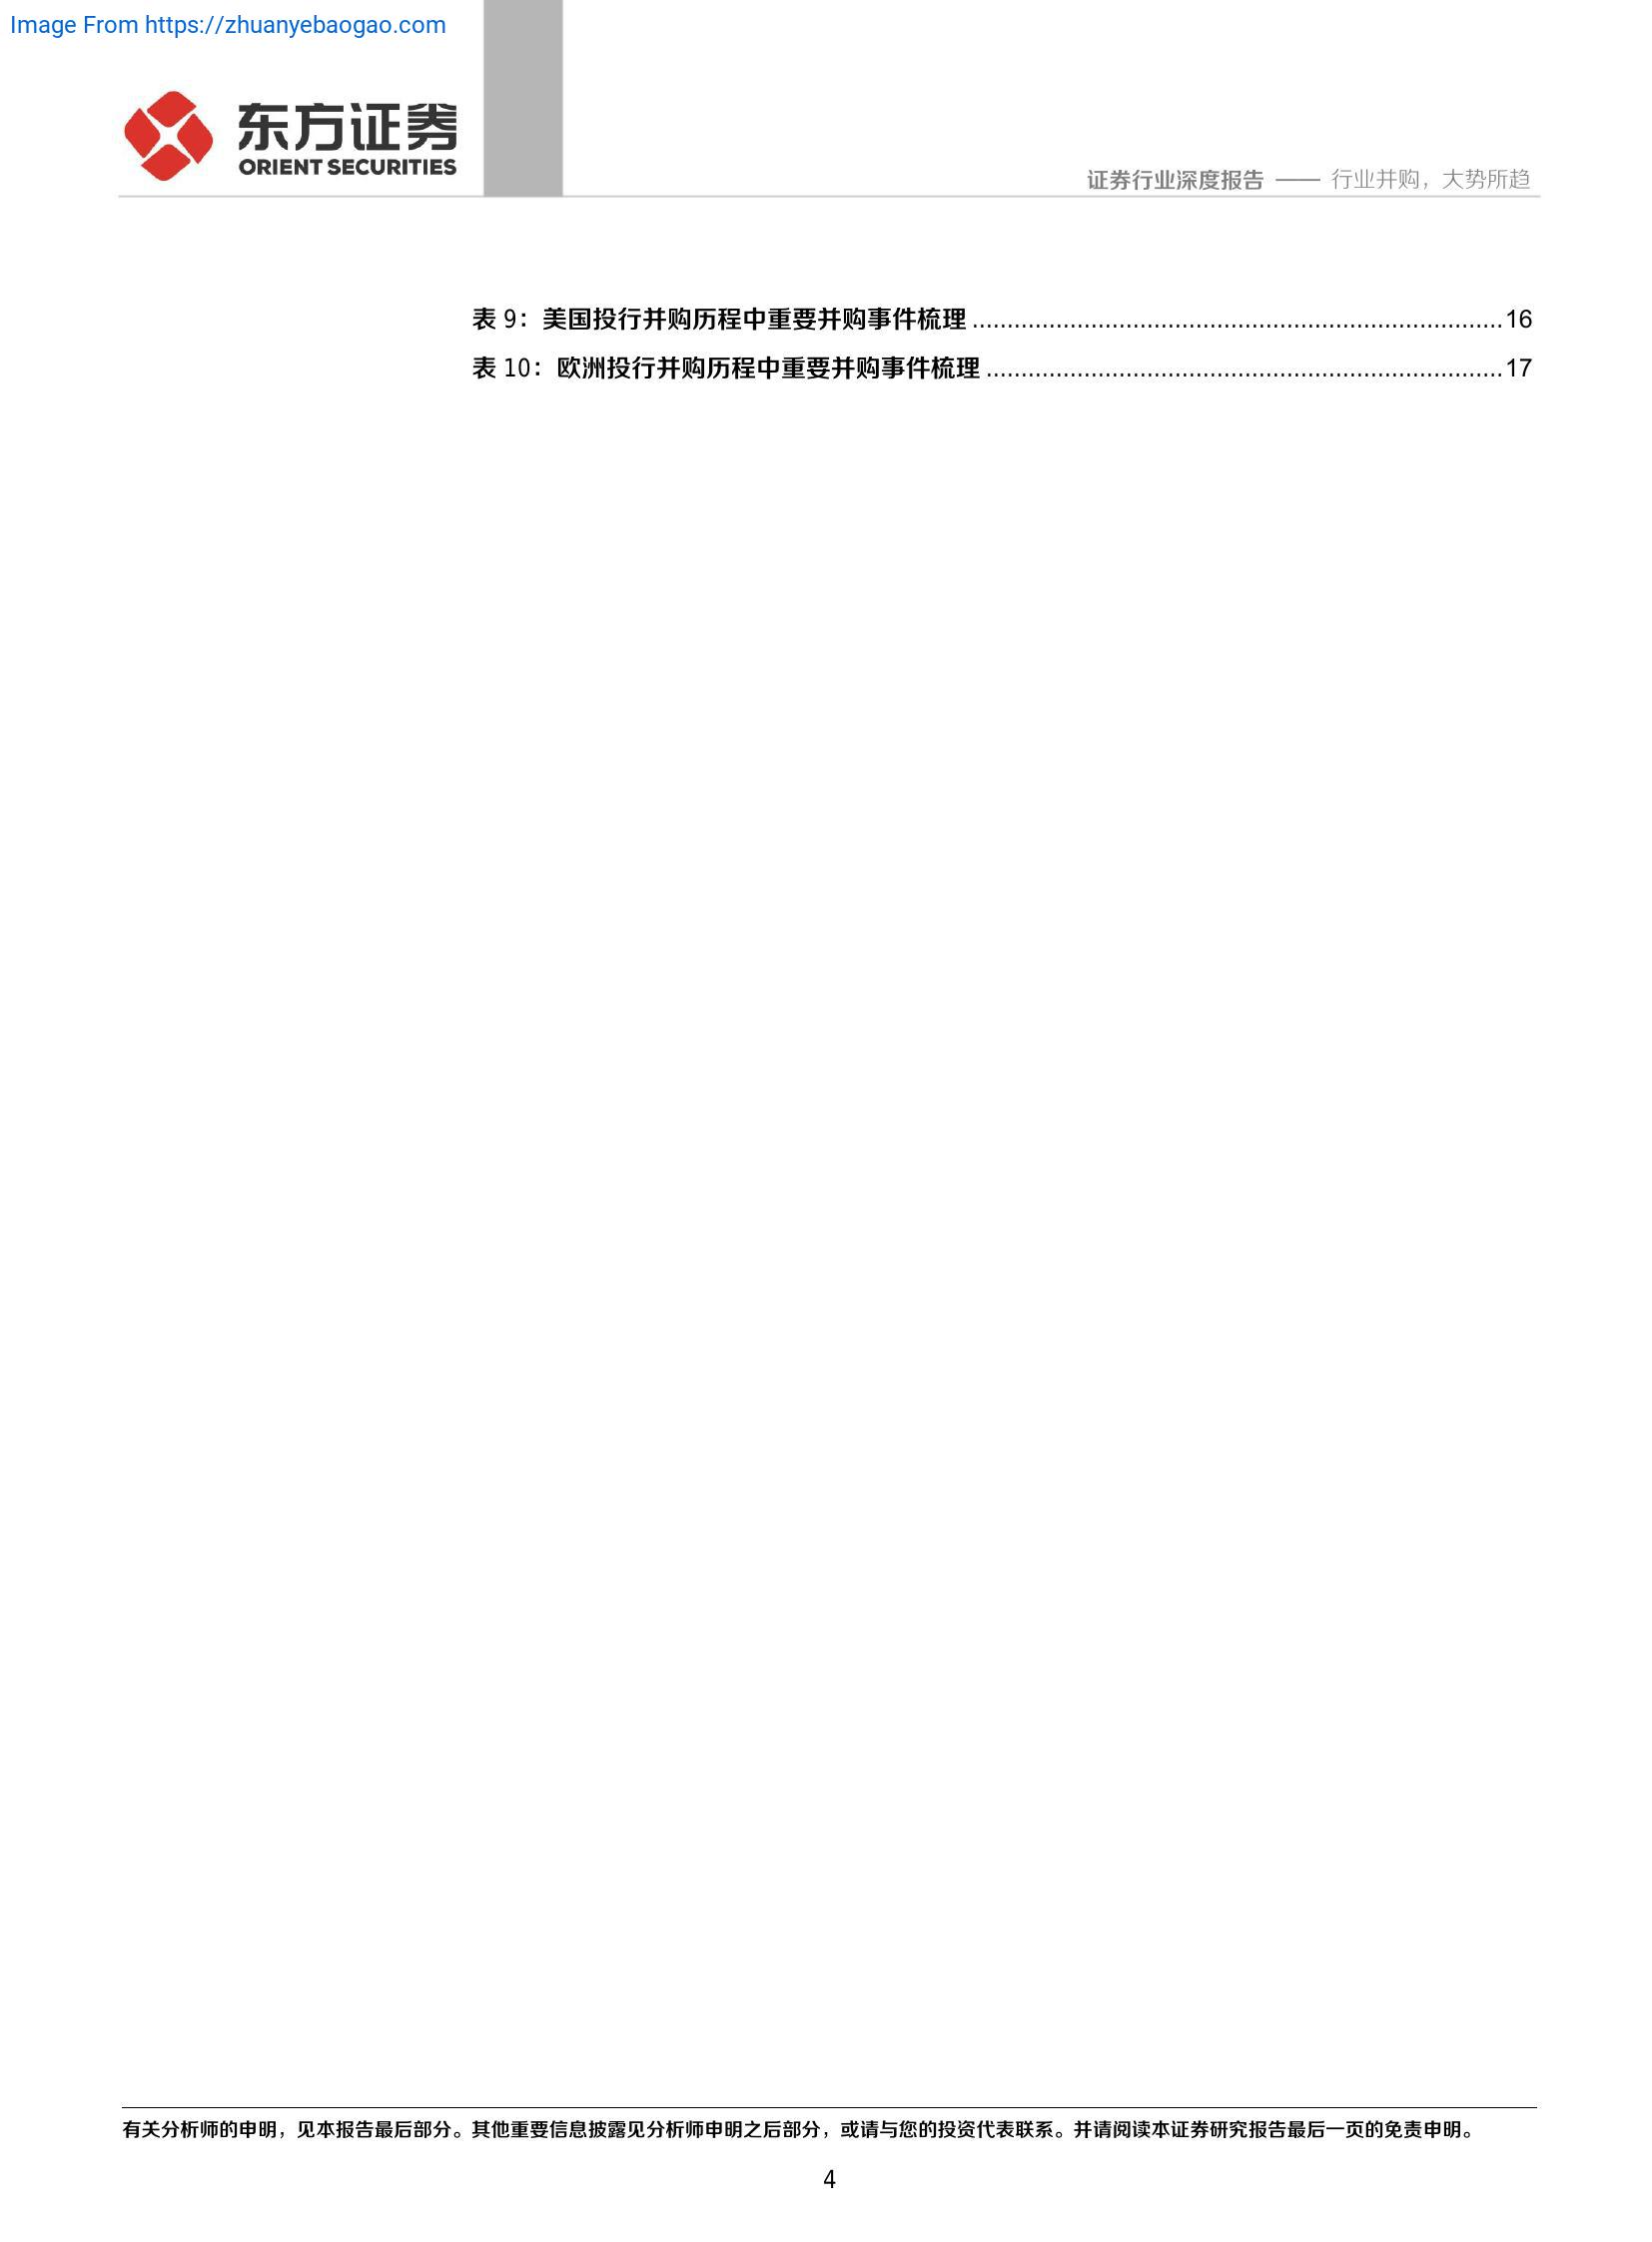 Image From https://zhuanyebaogao.com
东方证券
ORIENT SECURITIES
证券行业深度报告 —— 行业并购，大势所趋
表 9：美国投行并购历程中重要并购事件梳理 ............................................................................16
表 10：欧洲投行并购历程中重要并购事件梳理 ..........................................................................17
有关分析师的申明，见本报告最后部分。其他重要信息披露见分析师申明之后部分，或请与您的投资代表联系。并请阅读本证券研究报告最后一页的免责申明。
4